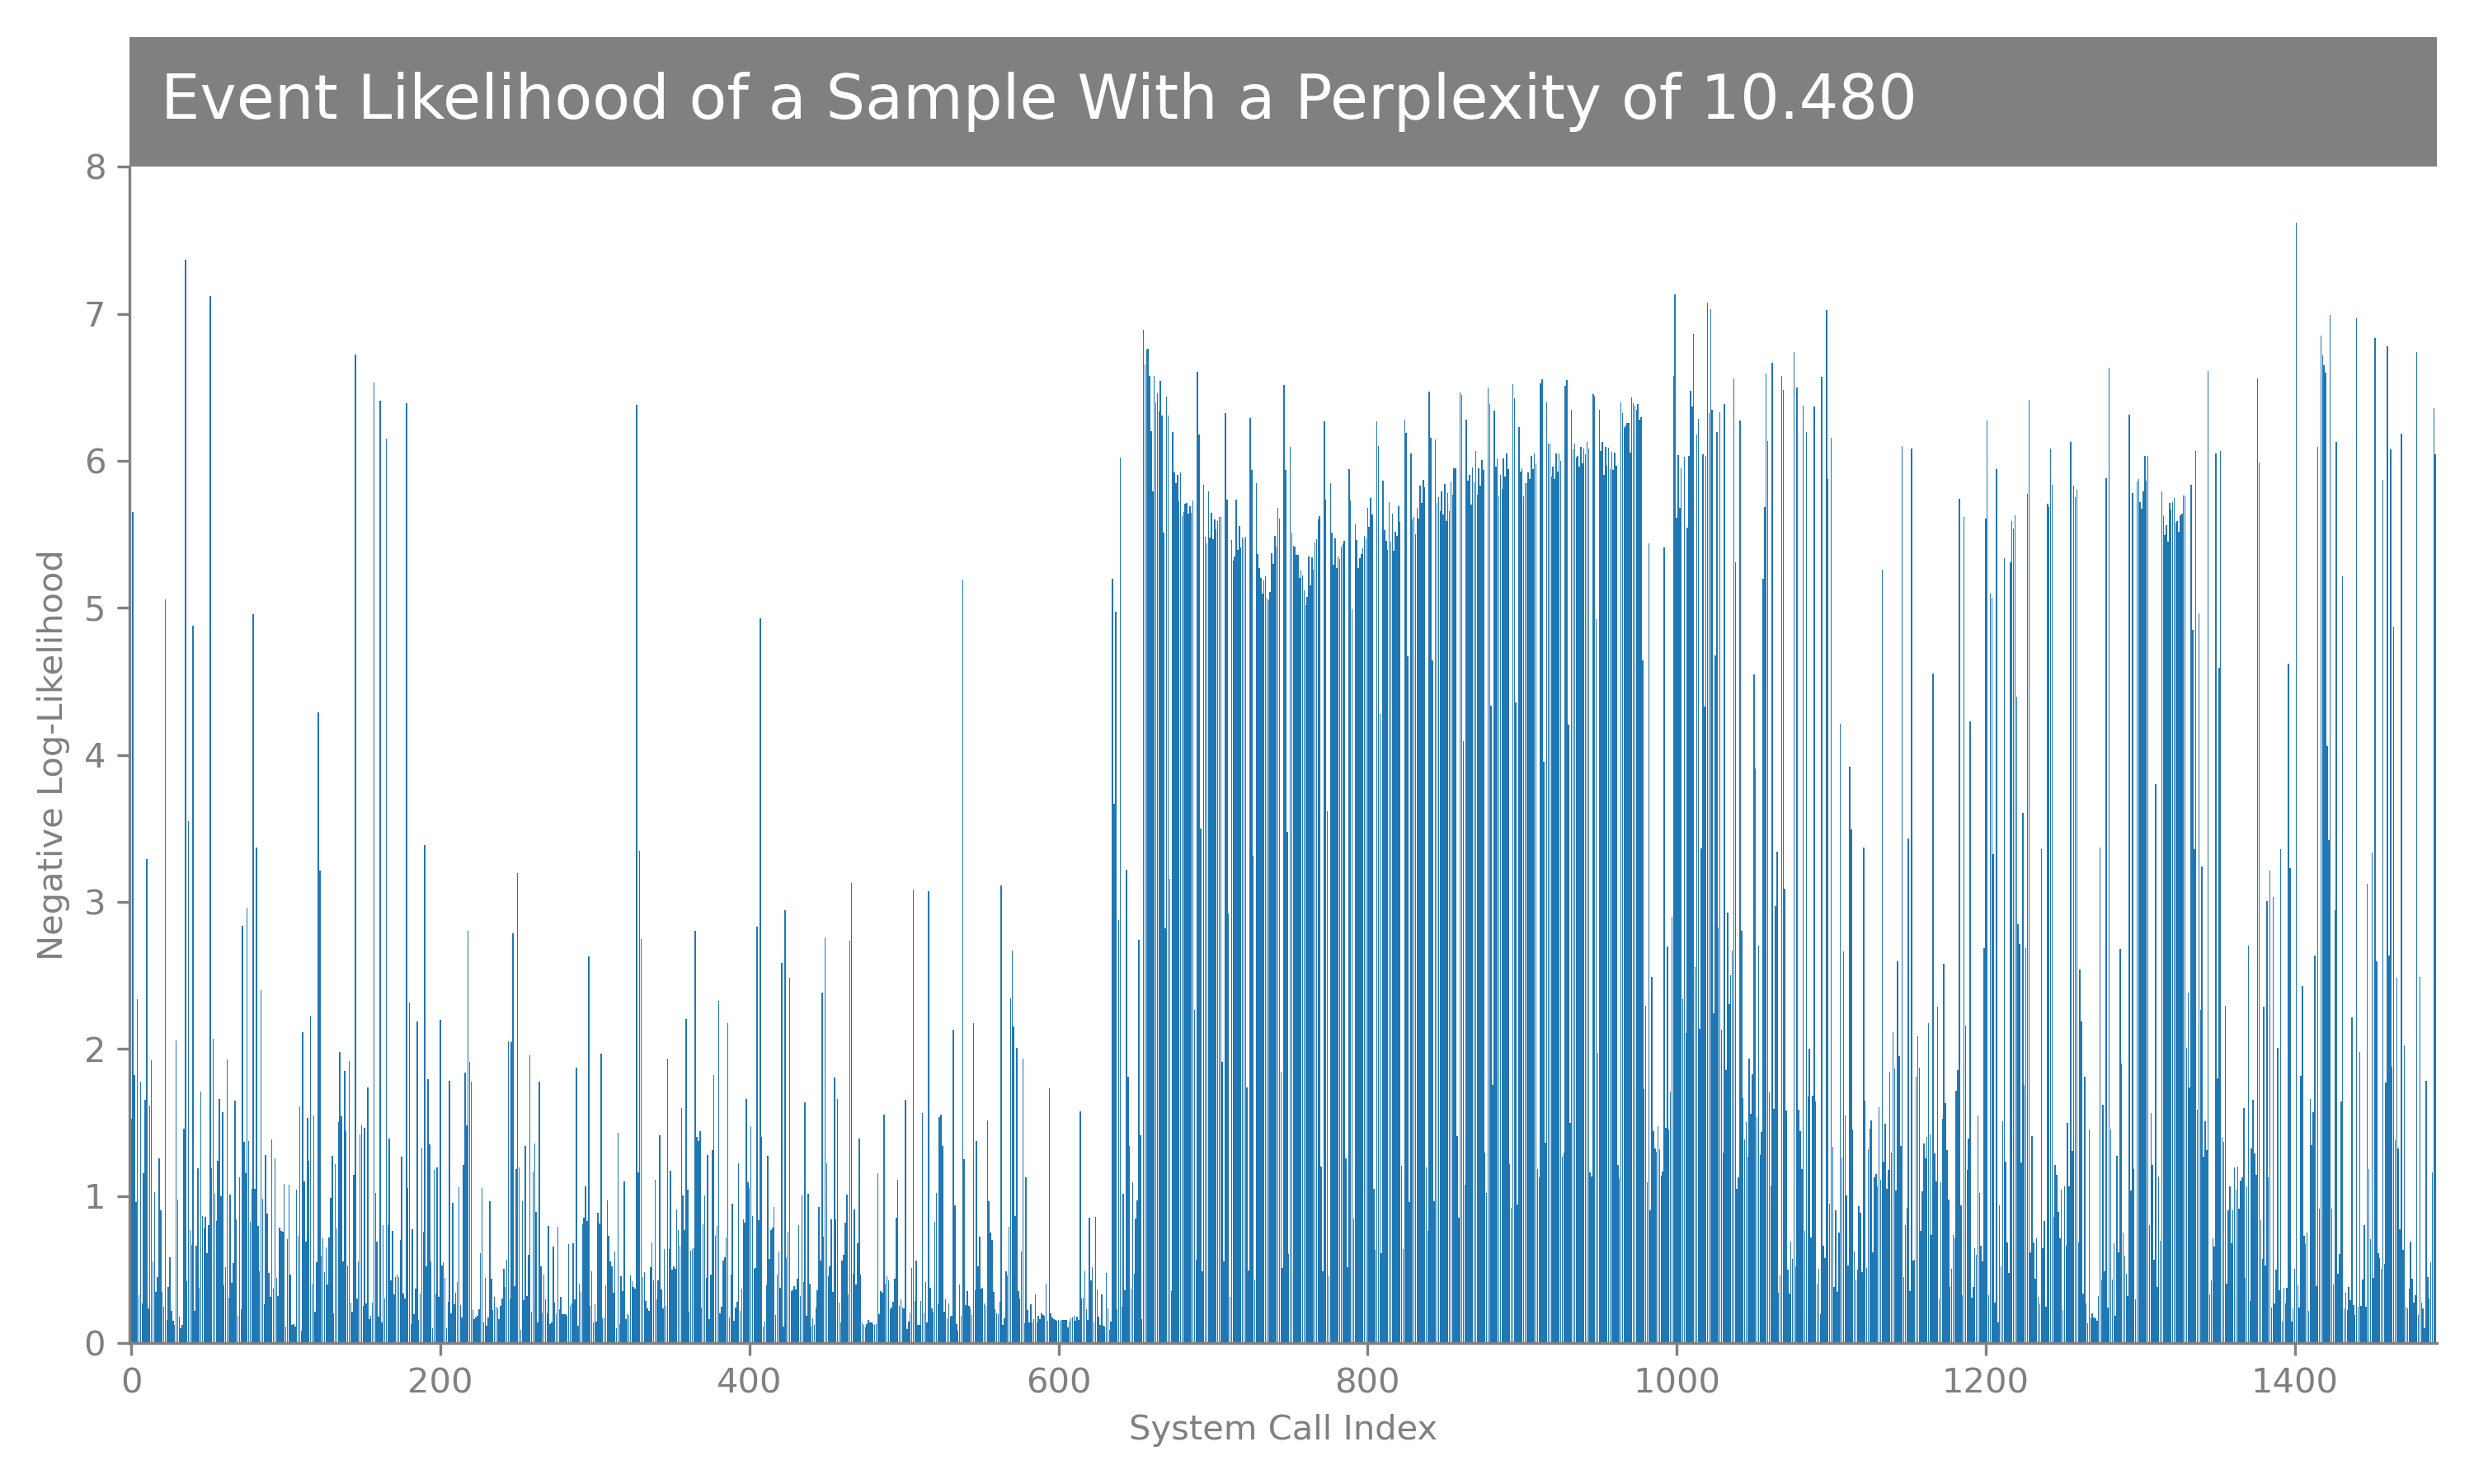 Event Likelihood of a Sample With a Perplexity of 10.480
8
7
6
5
4
3
2
1
0
Negative Log-Likelihood
0 200 400 600 800 1000 1200 1400
System Call Index